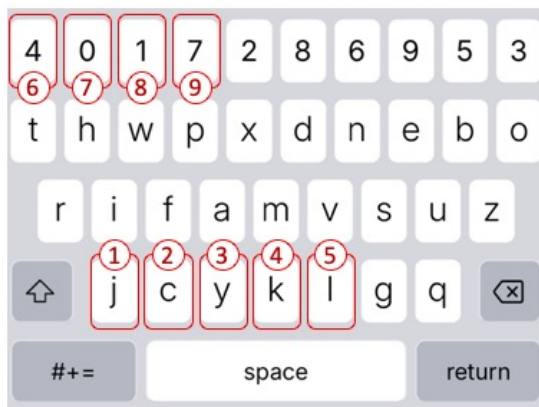 4 0 1 7 2 8 6 9 5 3
6 7 8 9
t h w p x d n e b o
r i f a m v s u z
1 2 3 4 5
j c y k l g q
#+= space return